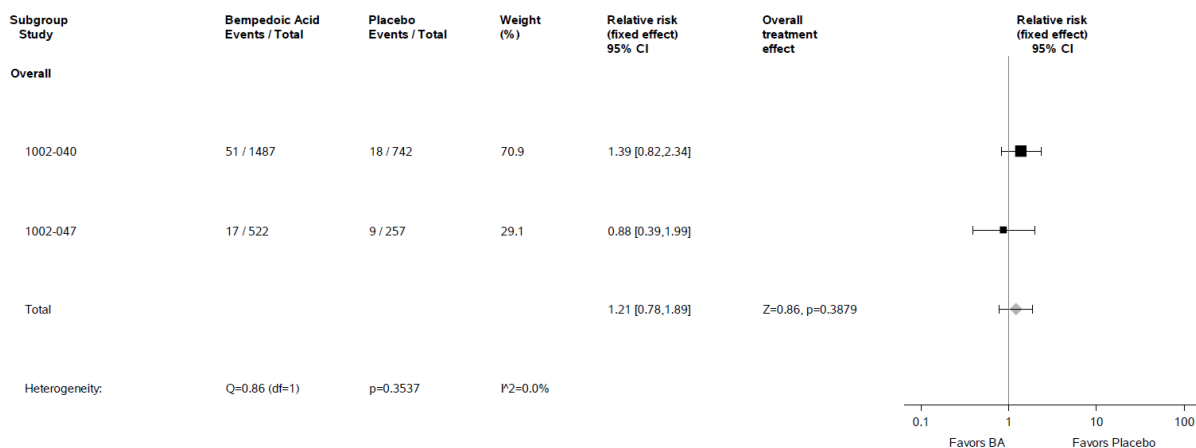 Subgroup Bempedoic Acid Placebo Weight Relative risk Overall Relative risk
Study Events / Total Events / Total (%) (fixed effect) treatment (fixed effect)
95% CI effect 95% CI
Overall
1002-040 51 / 1487 18 / 742 70.9 1.39 [0.82,2.34]
1002-047 17 / 522 9 / 257 29.1 0.88 [0.39,1.99]
Total 1.21 [0.78,1.89] Z=0.86, p=0.3879
Heterogeneity: Q=0.86 (df=1) p=0.3537 I^2=0.0%
0.1 1 10 100
Favors BA Favors Placebo